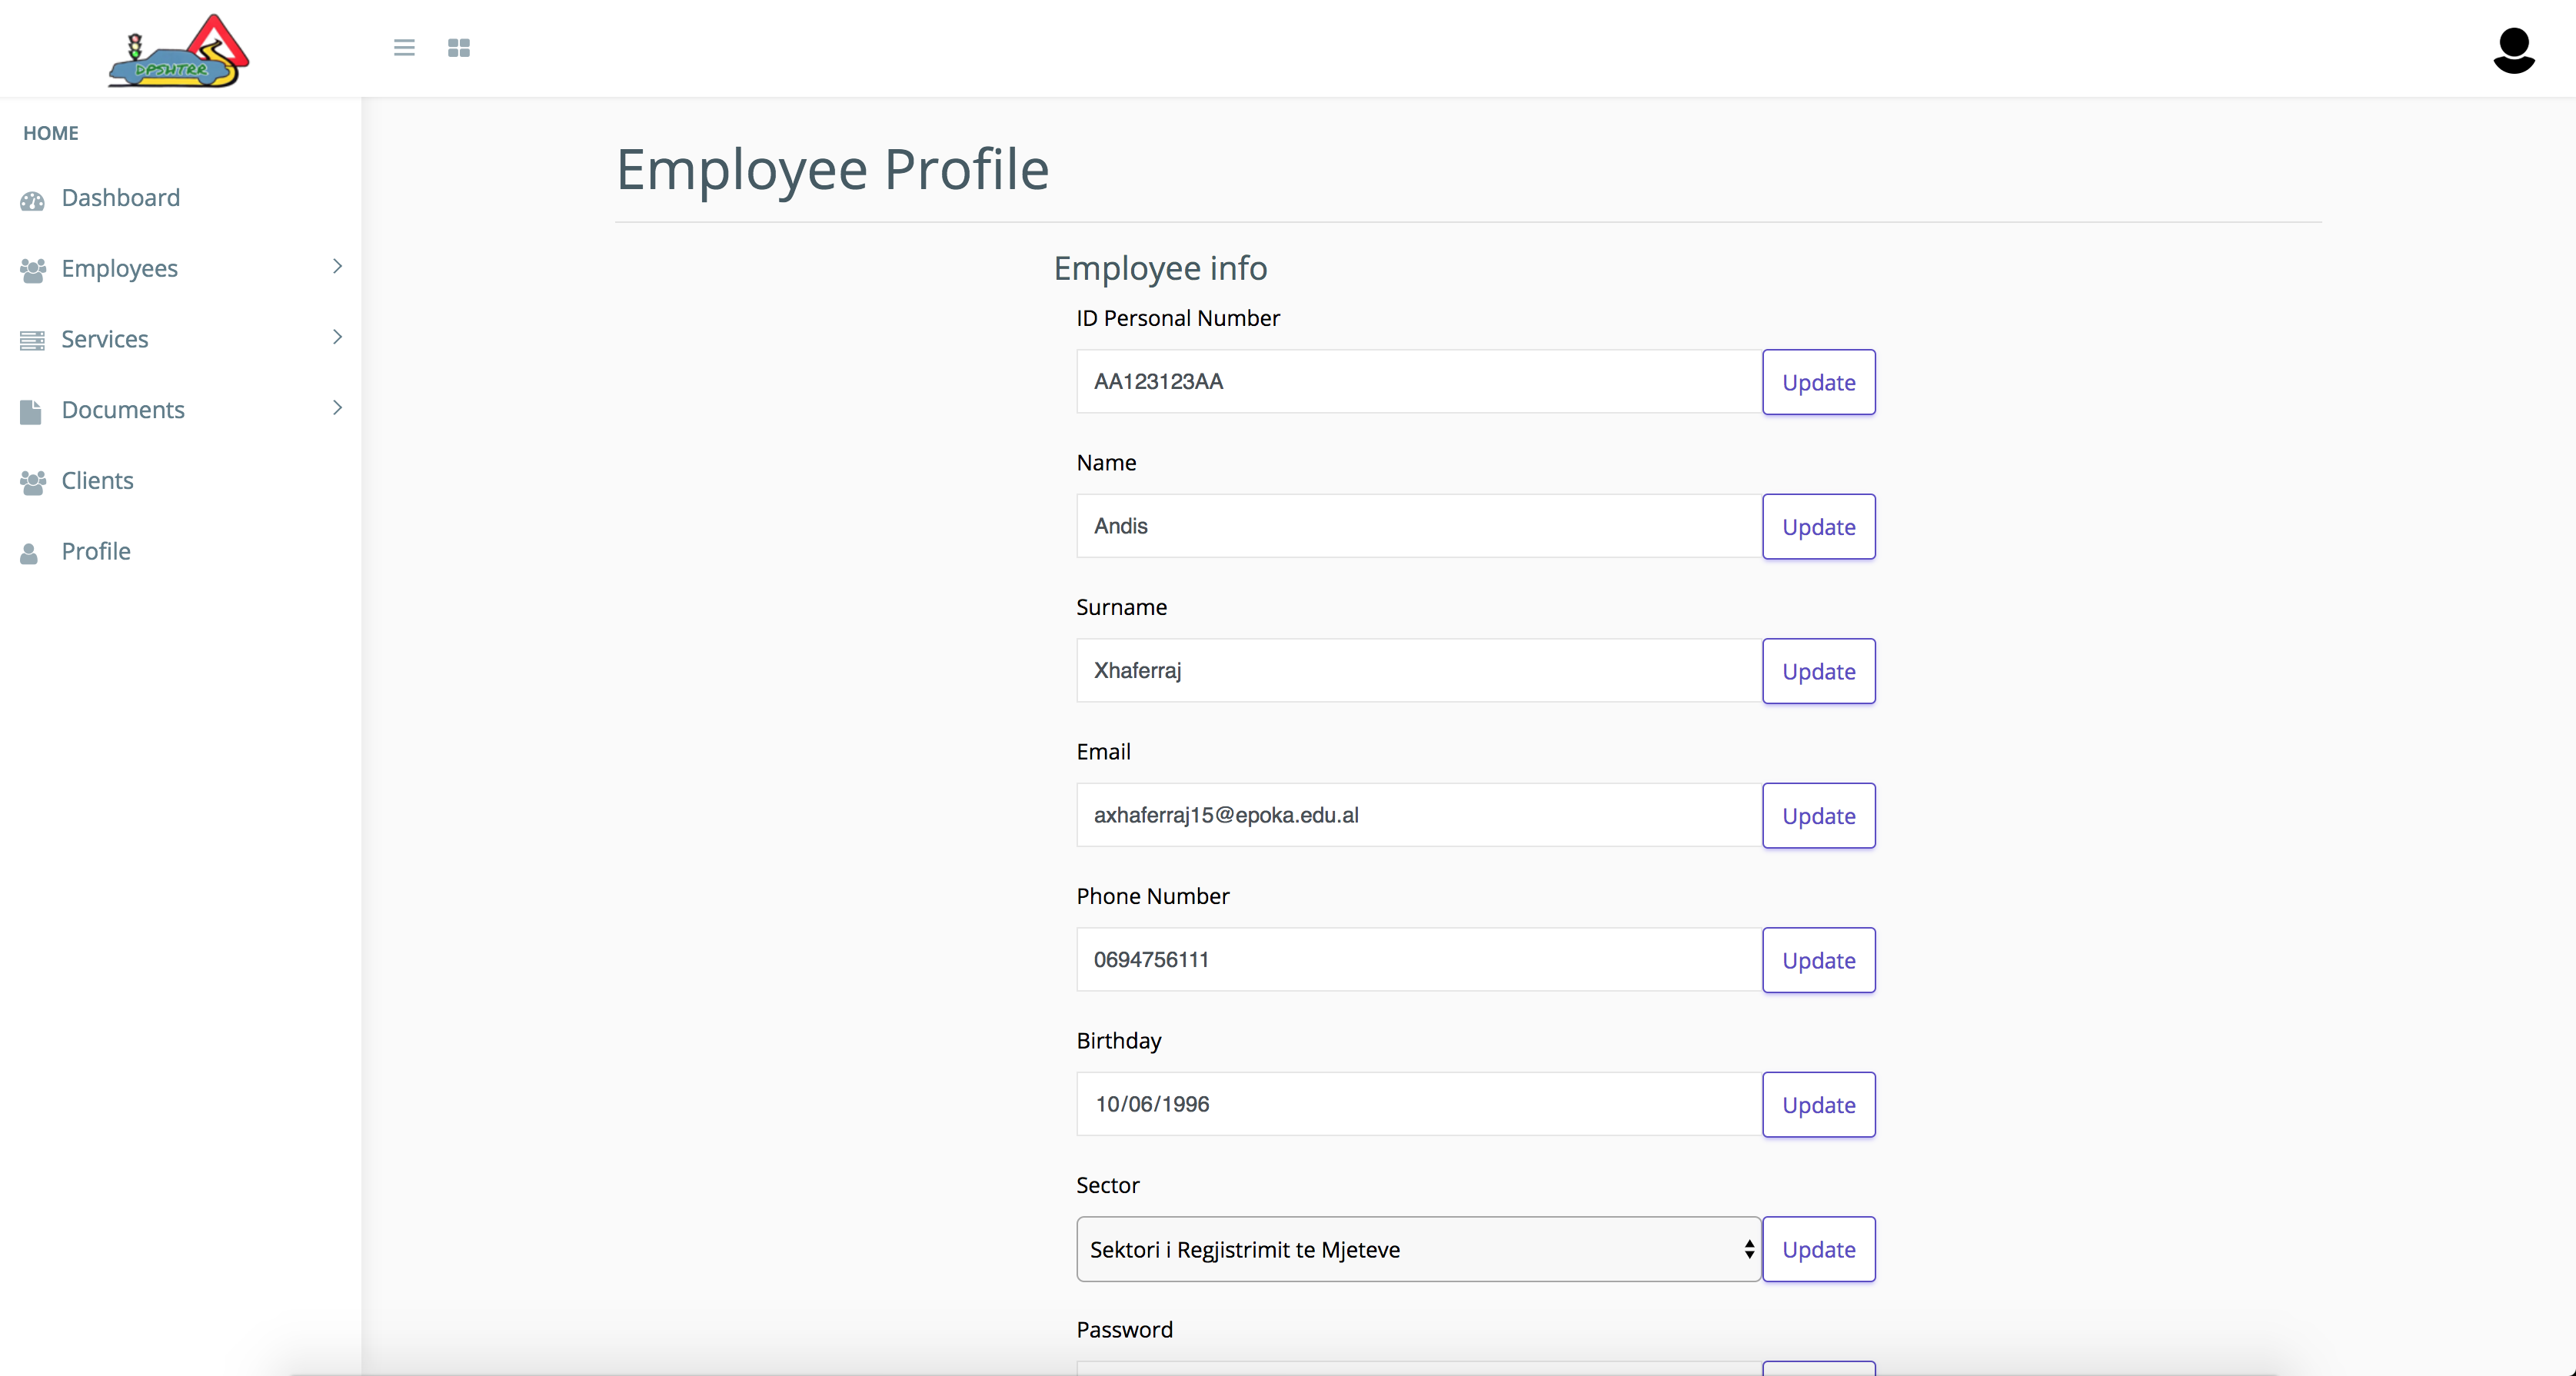 DPSHTRR
HOME
Dashboard
Employees
Services
Documents
Clients
Profile
Employee Profile
Employee info
ID Personal Number
AA123123AA
Update
Name
Andis
Update
Surname
Xhaferraj
Update
Email
axhaferraj15@epoka.edu.al
Update
Phone Number
0694756111
Update
Birthday
10/06/1996
Update
Sector
Sektori i Regjistrimit te Mjeteve
Update
Password